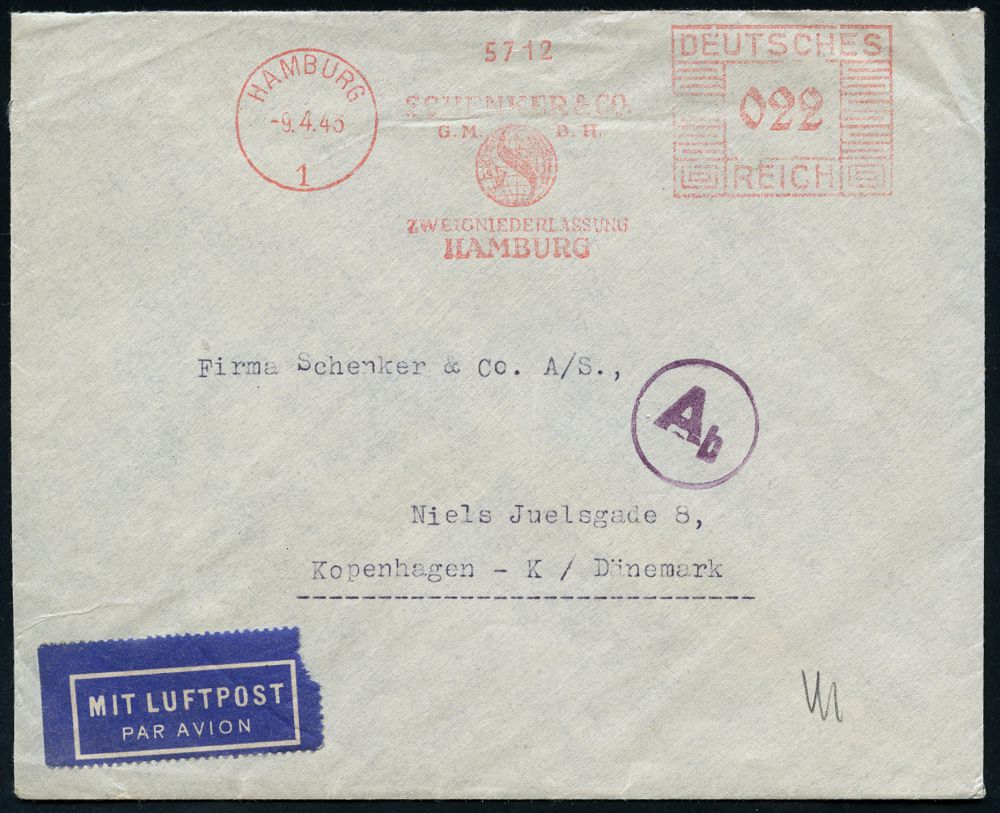 HAMBURG
-9.4.43
1
5712
SCHENKER & CO.
G.M. B.H.
ZWEIGNIEDERLASSUNG
HAMBURG
DEUTSCHES
022
REICH
Firma Schenker & Co. A/S.,
Ab
Niels Juelsgade 8,
Kopenhagen - K / Dänemark
MIT LUFTPOST
PAR AVION